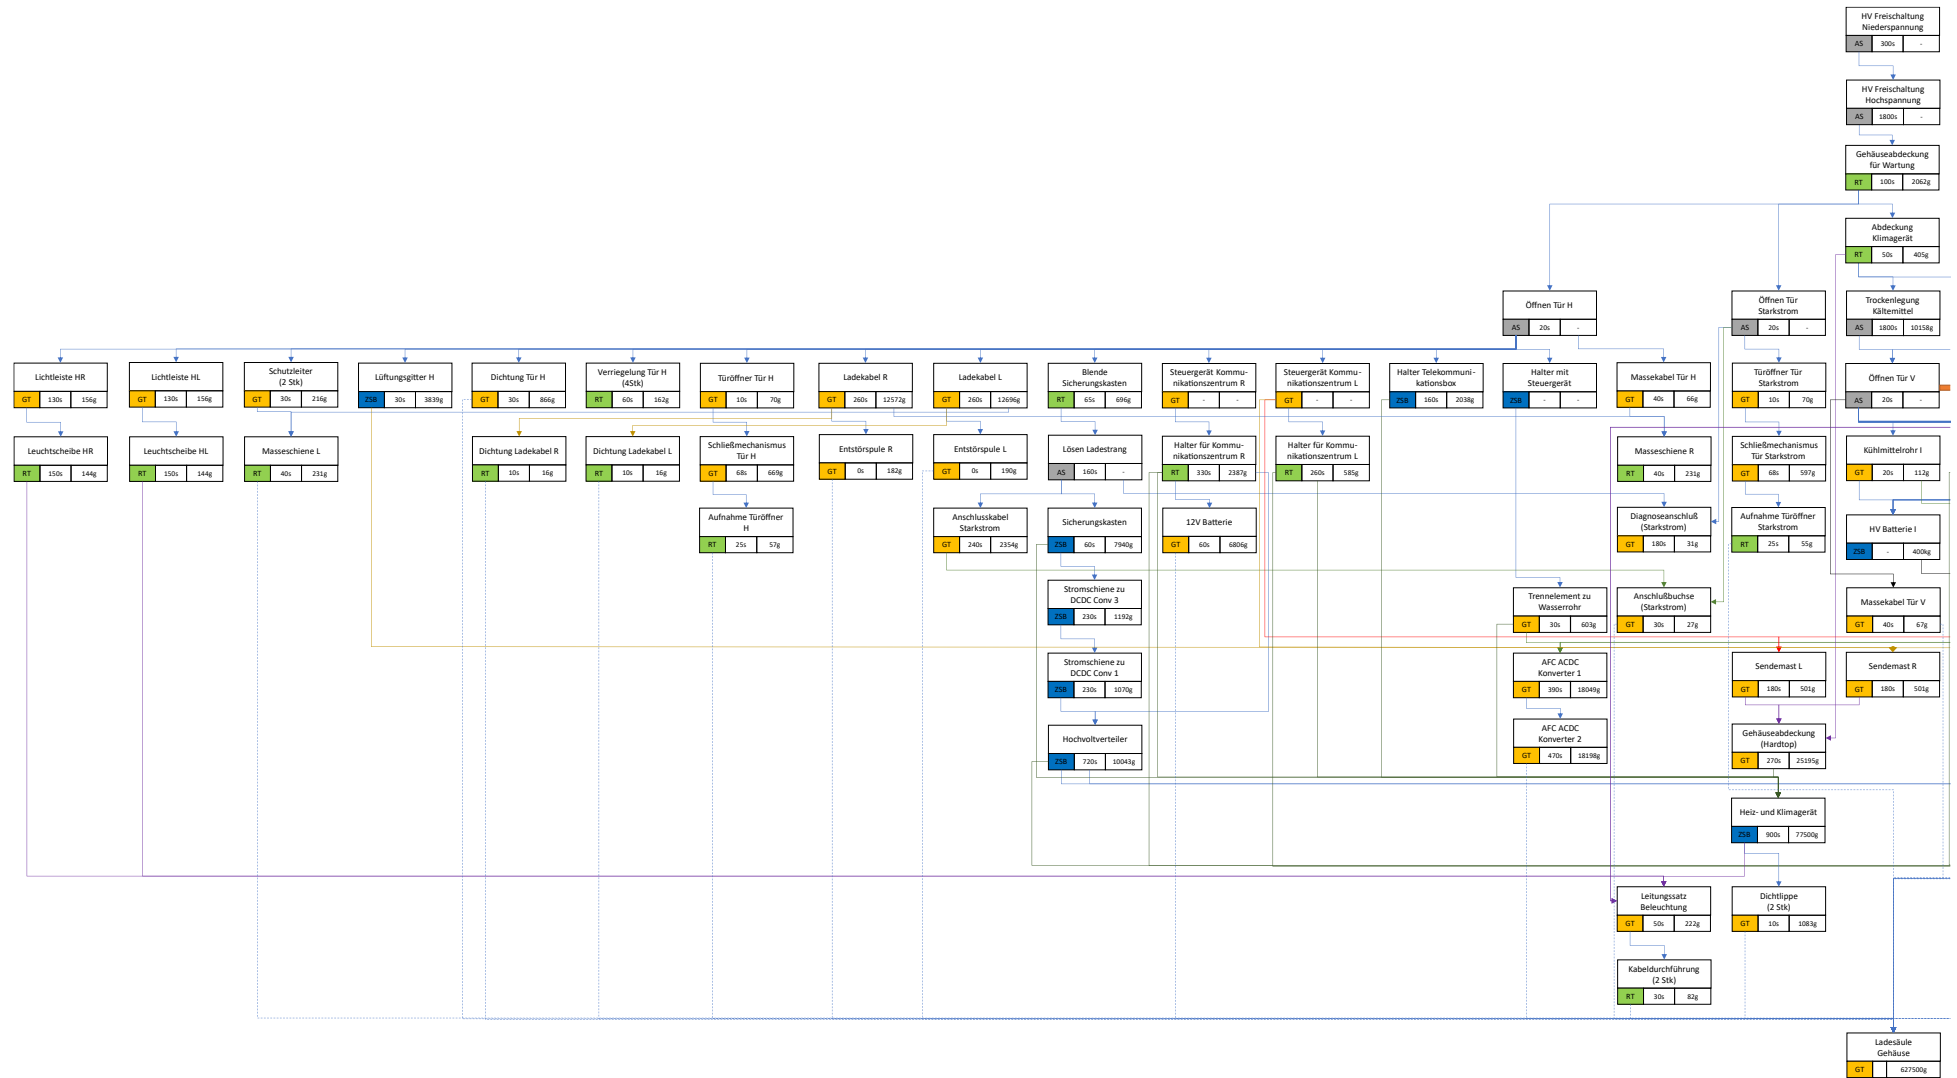 HV Freischaltung
Niederspannung
AS 300s -
HV Freischaltung
Hochspannung
AS 1800s -
Gehäuseabdeckung
für Wartung
RT 100s 2062g
Abdeckung
Klimagerät
RT 50s 405g
Öffnen Tür H
AS 20s -
Öffnen Tür
Starkstrom
AS 20s -
Trockenlegung
Kältemittel
AS 1800s 10158g
Lichtleiste HR
GT 130s 156g
Lichtleiste HL
GT 130s 156g
Schutzleiter
(2 Stk)
GT 30s 216g
Lüftungsgitter H
ZSB 30s 3839g
Dichtung Tür H
GT 30s 866g
Verriegelung Tür H
(4Stk)
RT 60s 162g
Türöffner Tür H
GT 10s 70g
Ladekabel R
GT 260s 12572g
Ladekabel L
GT 260s 12696g
Blende
Sicherungskasten
RT 65s 696g
Steuergerät Kommu-
nikationszentrum R
GT - -
Steuergerät Kommu-
nikationszentrum L
GT - -
Halter Telekommuni-
kationsbox
ZSB 160s 2038g
Halter mit
Steuergerät
ZSB - -
Massekabel Tür H
GT 40s 66g
Türöffner Tür
Starkstrom
GT 10s 70g
Öffnen Tür V
AS 20s -
Leuchtscheibe HR
RT 150s 144g
Leuchtscheibe HL
RT 150s 144g
Masseschiene L
RT 40s 231g
Dichtung Ladekabel R
RT 10s 16g
Dichtung Ladekabel L
RT 10s 16g
Schließmechanismus
Tür H
GT 68s 669g
Entstörspule R
GT 0s 182g
Entstörspule L
GT 0s 190g
Lösen Ladestrang
AS 160s -
Halter für Kommu-
nikationszentrum R
RT 330s 2387g
Halter für Kommu-
nikationszentrum L
RT 260s 585g
Masseschiene R
RT 40s 231g
Schließmechanismus
Tür Starkstrom
GT 68s 597g
Kühlmittelrohr I
GT 20s 112g
Aufnahme Türöffner
H
RT 25s 57g
Anschlusskabel
Starkstrom
GT 240s 2354g
Sicherungskasten
ZSB 60s 7940g
12V Batterie
GT 60s 6806g
Diagnoseanschluß
(Starkstrom)
GT 180s 31g
Aufnahme Türöffner
Starkstrom
RT 25s 55g
HV Batterie I
ZSB - 400kg
Stromschiene zu
DCDC Conv 3
ZSB 230s 1192g
Trennelement zu
Wasserrohr
GT 30s 603g
Anschlußbuchse
(Starkstrom)
GT 30s 27g
Massekabel Tür V
GT 40s 67g
Stromschiene zu
DCDC Conv 1
ZSB 230s 1070g
AFC ACDC
Konverter 1
GT 390s 18049g
Sendemast L
GT 180s 501g
Sendemast R
GT 180s 501g
Hochvoltverteiler
ZSB 720s 10043g
AFC ACDC
Konverter 2
GT 470s 18198g
Gehäuseabdeckung
(Hardtop)
GT 270s 25195g
Heiz- und Klimagerät
ZSB 900s 77500g
Leitungssatz
Beleuchtung
GT 50s 222g
Dichtlippe
(2 Stk)
GT 10s 1083g
Kabeldurchführung
(2 Stk)
RT 30s 82g
Ladesäule
Gehäuse
GT 627500g